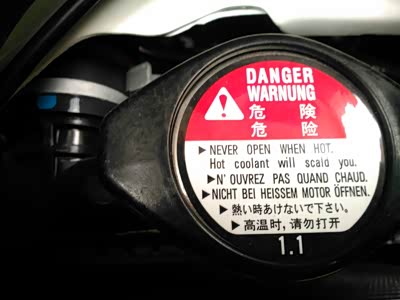 DANGER
WARNUNG
危 険
危 险
▶ NEVER OPEN WHEN HOT.
Hot coolant will scald you.
▶ N' OUVREZ PAS QUAND CHAUD.
▶ NICHT BEI HEISSEM MOTOR ÖFFNEN.
▶ 熱い時あけないで下さい。
▶ 高温时,请勿打开
1.1